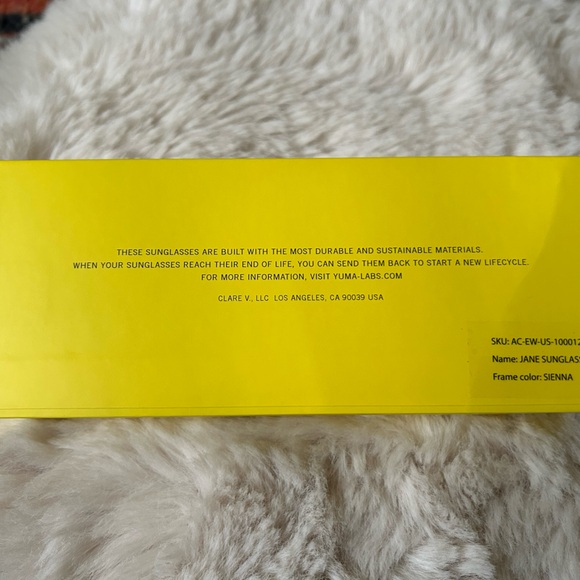 THESE SUNGLASSES ARE BUILT WITH THE MOST DURABLE AND SUSTAINABLE MATERIALS.
WHEN YOUR SUNGLASSES REACH THEIR END OF LIFE, YOU CAN SEND THEM BACK TO START A NEW LIFECYCLE.
FOR MORE INFORMATION, VISIT YUMA-LABS.COM
CLARE V., LLC LOS ANGELES, CA 90039 USA
SKU: AC-EW-US-100012
Name: JANE SUNGLAS
Frame color: SIENNA